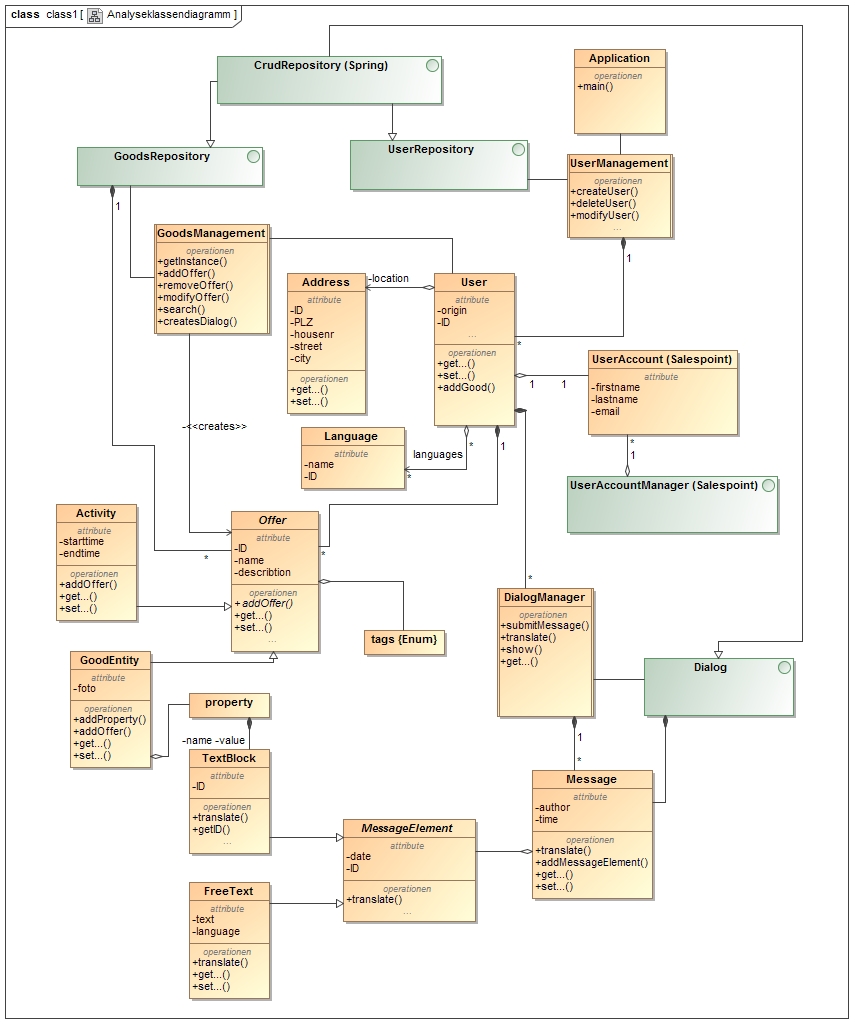 class class1 [ Analyseklassendiagramm ]
CrudRepository (Spring)
Application
operationen
+main()
GoodsRepository
UserRepository
UserManagement
operationen
+createUser()
+deleteUser()
+modifyUser()
...
1
1
GoodsManagement
operationen
+getInstance()
+addOffer()
+removeOffer()
+modifyOffer()
+search()
+createsDialog()
Address
attribute
-ID
-PLZ
-housenr
-street
-city
operationen
+get...()
+set...()
-location
User
attribute
-origin
-ID
...
operationen
+get...()
+set...()
+addGood()
*
1
1
UserAccount (Salespoint)
attribute
-firstname
-lastname
-email
*
1
UserAccountManager (Salespoint)
-<<creates>>
Language
attribute
-name
-ID
languages
*
*
1
Activity
attribute
-starttime
-endtime
operationen
+addOffer()
+get...()
+set...()
*
Offer
attribute
-ID
-name
-describtion
operationen
+addOffer()
+get...()
+set...()
...
*
tags {Enum}
*
DialogManager
operationen
+submitMessage()
+translate()
+show()
+get...()
Dialog
GoodEntity
attribute
-foto
operationen
+addProperty()
+addOffer()
+get...()
+set...()
property
-name -value
TextBlock
attribute
-ID
operationen
+translate()
+getID()
...
1
*
Message
attribute
-author
-time
operationen
+translate()
+addMessageElement()
+get...()
+set...()
MessageElement
attribute
-date
-ID
operationen
+translate()
...
FreeText
attribute
-text
-language
operationen
+translate()
+get...()
+set...()